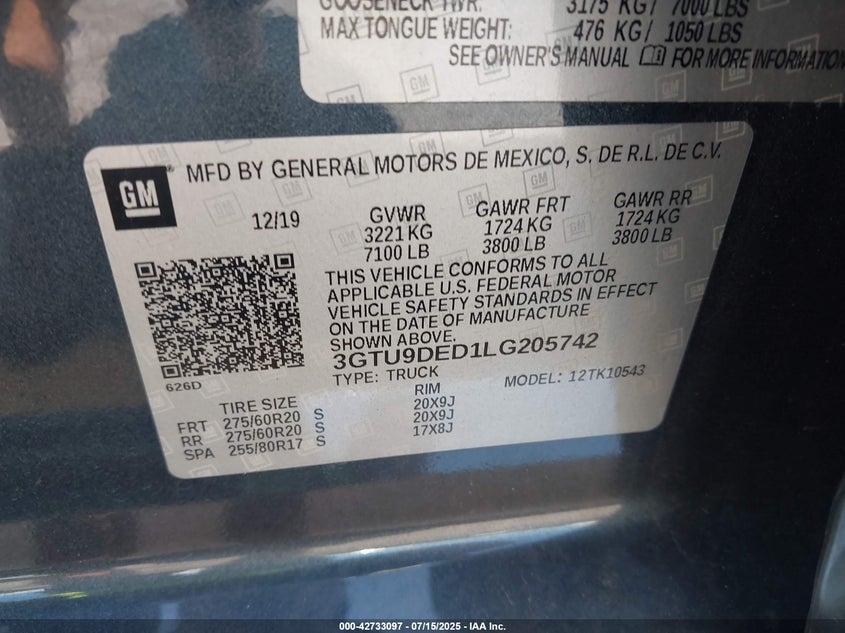 GOOSENECK TWR: 3175 KG/ 7000 LBS
MAX TONGUE WEIGHT: 476 KG/ 1050 LBS
SEE OWNER'S MANUAL FOR MORE INFORMATION
GM ® MFD BY GENERAL MOTORS DE MEXICO, S. DE R.L. DE C.V.
12/19 GVWR GAWR FRT GAWR RR
3221 KG 1724 KG 1724 KG
7100 LB 3800 LB 3800 LB
THIS VEHICLE CONFORMS TO ALL
APPLICABLE U.S. FEDERAL MOTOR
VEHICLE SAFETY STANDARDS IN EFFECT
ON THE DATE OF MANUFACTURE
SHOWN ABOVE.
3GTU9DED1LG205742
626D TYPE: TRUCK MODEL: 12TK10543
TIRE SIZE RIM
FRT 275/60R20 S 20X9J
RR 275/60R20 S 20X9J
SPA 255/80R17 S 17X8J
000-42733097 - 07/15/2025 - IAA Inc.